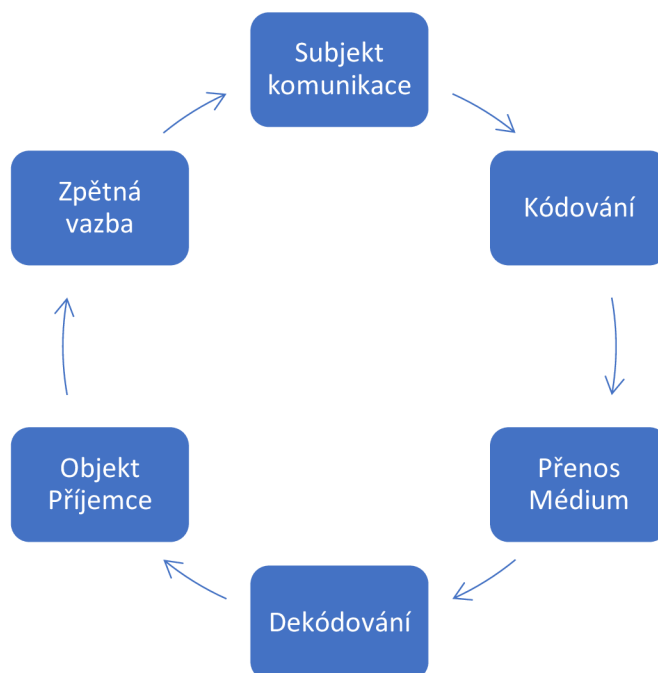 Subjekt
komunikace
Kódování
Přenos
Médium
Dekódování
Objekt
Příjemce
Zpětná
vazba